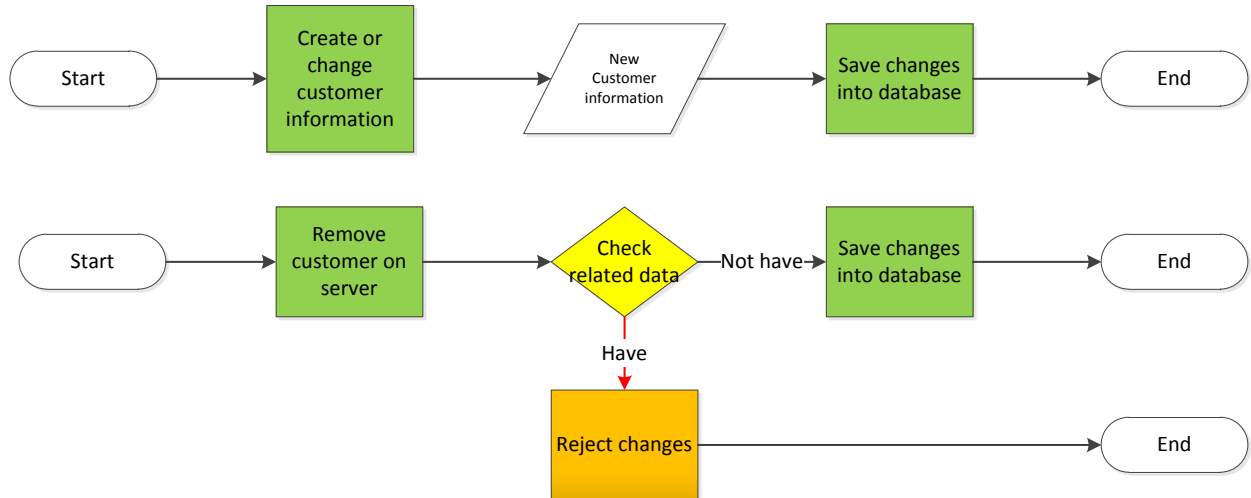 Start
Create or
change
customer
information
New
Customer
information
Save changes
into database
End
Start
Remove
customer on
server
Check
related data
Not have
Save changes
into database
End
Have
Reject changes
End